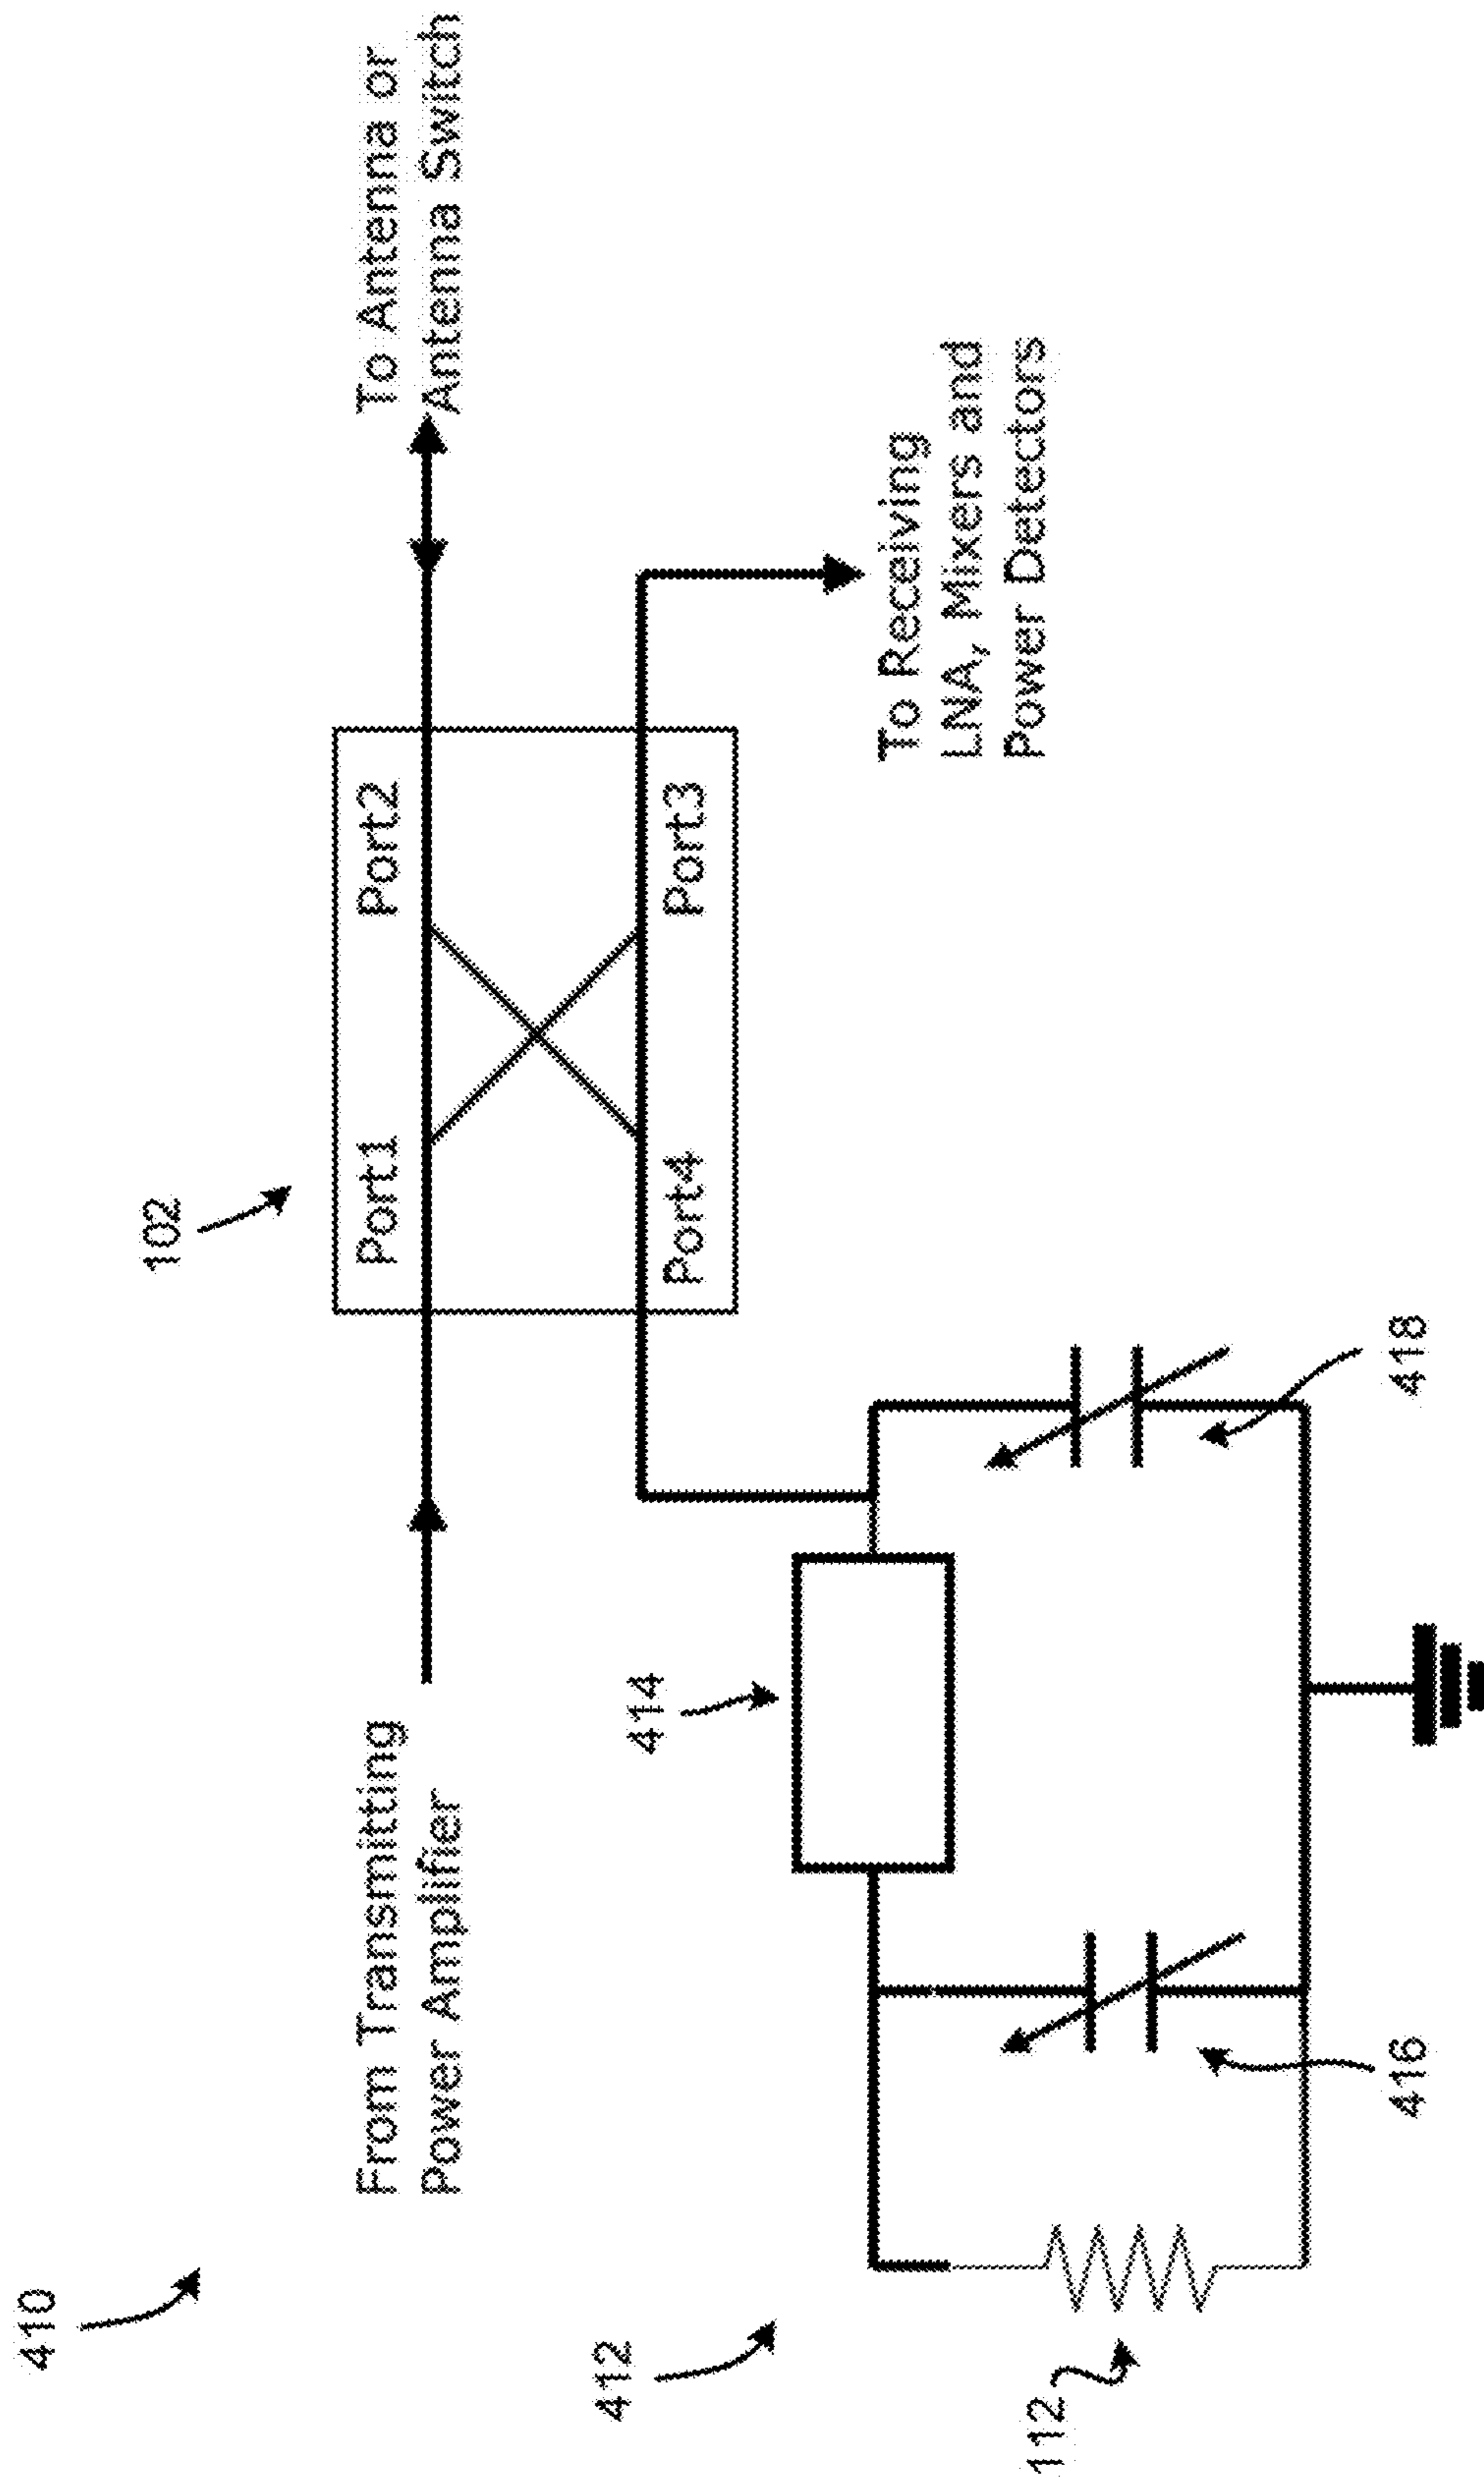 410
102
From Transmitting
Power Amplifier
Port1
Port2
To Antenna or
Antenna Switch
412
414
Port4
Port3
To Receiving
LNA, Mixers and
Power Detectors
112
416
418